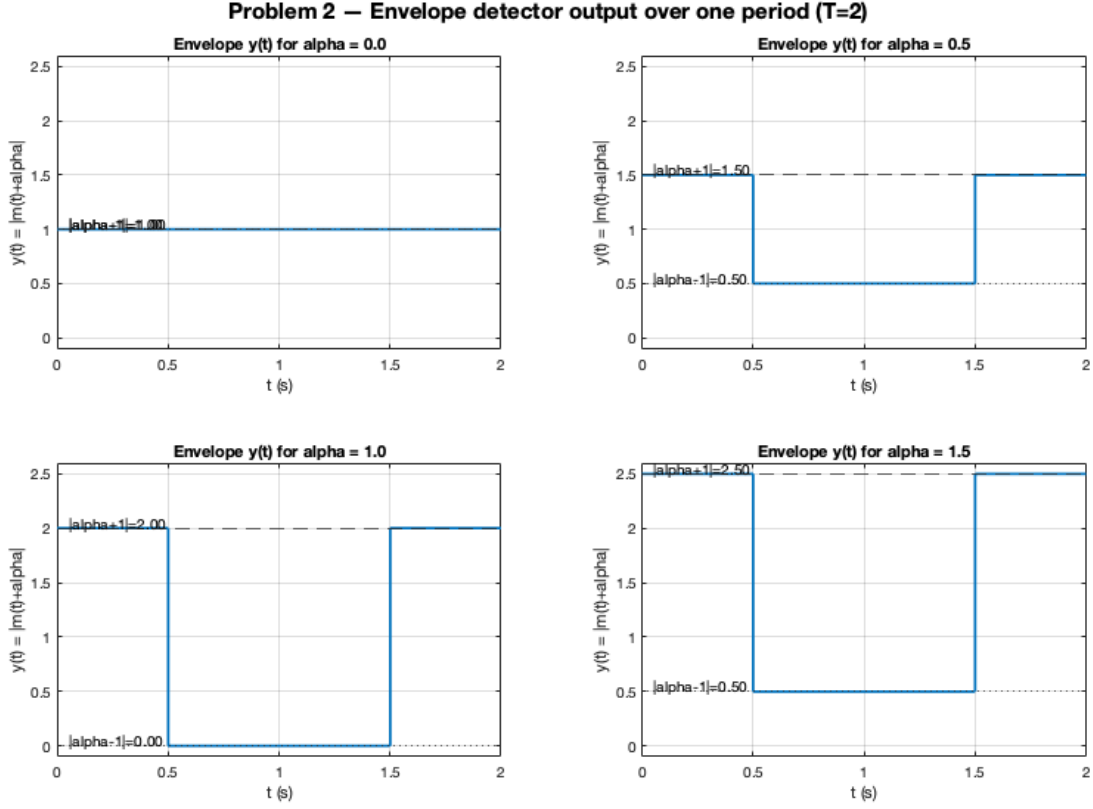 Problem 2 — Envelope detector output over one period (T=2)
Envelope y(t) for alpha = 0.0
2.5
2
1.5
1
0.5
0
y(t) = |m(t)+alpha|
0 0.5 1 1.5 2
t (s)
Envelope y(t) for alpha = 0.5
2.5
2
1.5
1
0.5
0
y(t) = |m(t)+alpha|
|alpha+1|=1.50
|alpha-1|=0.50
0 0.5 1 1.5 2
t (s)
Envelope y(t) for alpha = 1.0
2.5
2
1.5
1
0.5
0
y(t) = |m(t)+alpha|
|alpha+1|=2.00
|alpha-1|=0.00
0 0.5 1 1.5 2
t (s)
Envelope y(t) for alpha = 1.5
2.5
2
1.5
1
0.5
0
y(t) = |m(t)+alpha|
|alpha+1|=2.50
|alpha-1|=0.50
0 0.5 1 1.5 2
t (s)